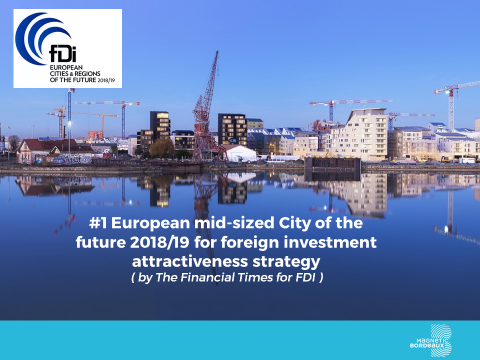 fDi
EUROPEAN
CITIES & REGIONS
OF THE FUTURE 2018/19
#1 European mid-sized City of the
future 2018/19 for foreign investment
attractiveness strategy
( by The Financial Times for FDI )
MAGNETIC
BORDEAUX